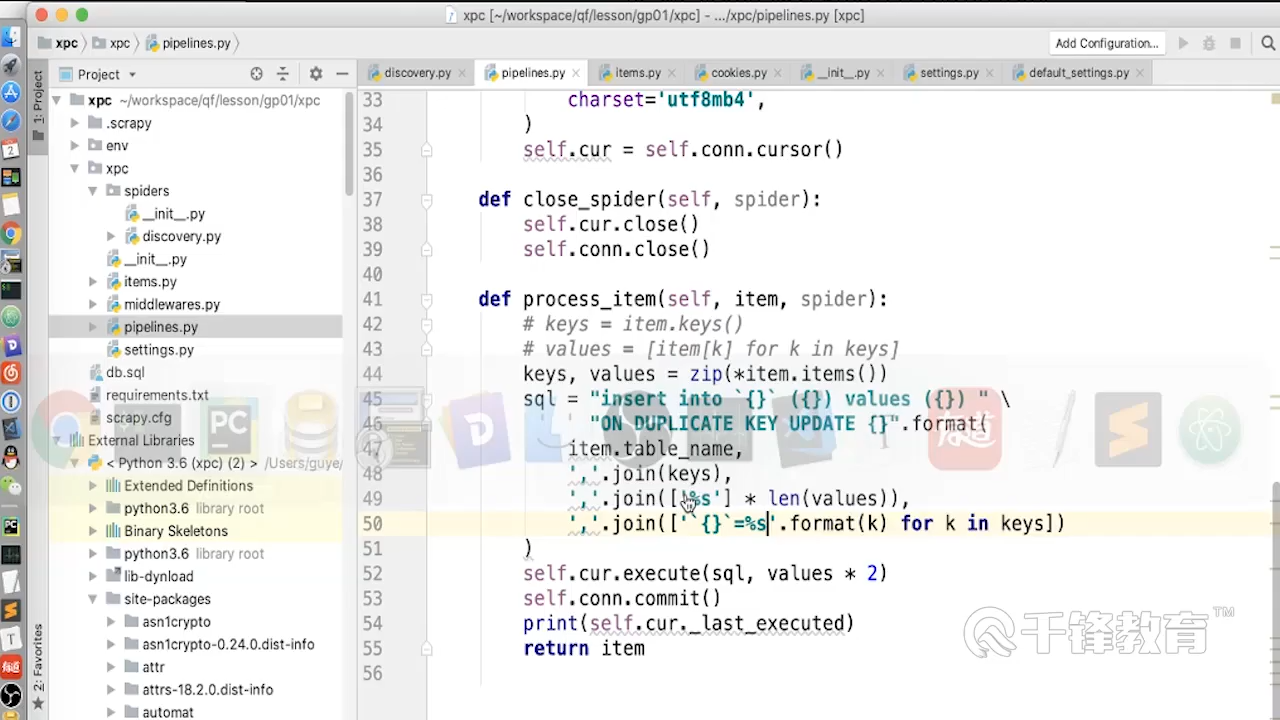 xpc [~/workspace/qf/lesson/gp01/xpc] - .../xpc/pipelines.py [xpc]
xpc xpc pipelines.py
Add Configuration...
Project
discovery.py pipelines.py items.py cookies.py __init__.py settings.py default_settings.py
1: Project
2: Favorites
xpc ~/workspace/qf/lesson/gp01/xpc
.scrapy
env
xpc
spiders
__init__.py
discovery.py
__init__.py
items.py
middlewares.py
pipelines.py
settings.py
db.sql
requirements.txt
scrapy.cfg
External Libraries
< Python 3.6 (xpc) (2) > /Users/guye/
Extended Definitions
python3.6 library root
Binary Skeletons
python3.6 library root
lib-dynload
site-packages
asn1crypto
asn1crypto-0.24.0.dist-info
attr
attrs-18.2.0.dist-info
automat
33 charset='utf8mb4',
34 )
35 self.cur = self.conn.cursor()
36
37 def close_spider(self, spider):
38 self.cur.close()
39 self.conn.close()
40
41 def process_item(self, item, spider):
42 # keys = item.keys()
43 # values = [item[k] for k in keys]
44 keys, values = zip(*item.items())
45 sql = "insert into `{}` ({}) values ({}) " \
46 "ON DUPLICATE KEY UPDATE {}".format(
47 item.table_name,
48 ','.join(keys),
49 ','.join(['%s'] * len(values)),
50 ','.join(['`{}`=%s'.format(k) for k in keys])
51 )
52 self.cur.execute(sql, values * 2)
53 self.conn.commit()
54 print(self.cur._last_executed)
55 return item
56
PC
有道
千锋教育 TM